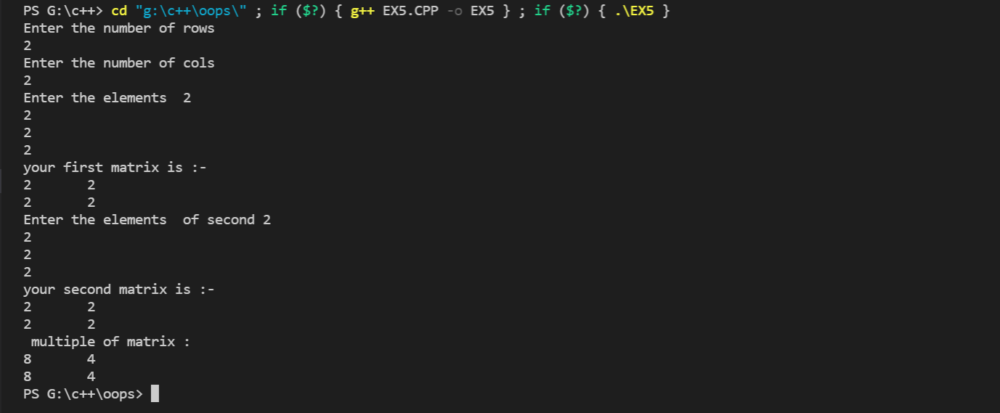 PS G:\c++> cd "g:\c++\oops\" ; if ($?) { g++ EX5.CPP -o EX5 } ; if ($?) { .\EX5 }
Enter the number of rows
2
Enter the number of cols
2
Enter the elements  2
2
2
2
your first matrix is :-
2       2
2       2
Enter the elements  of second 2
2
2
2
your second matrix is :-
2       2
2       2
 multiple of matrix :
8       4
8       4
PS G:\c++\oops>